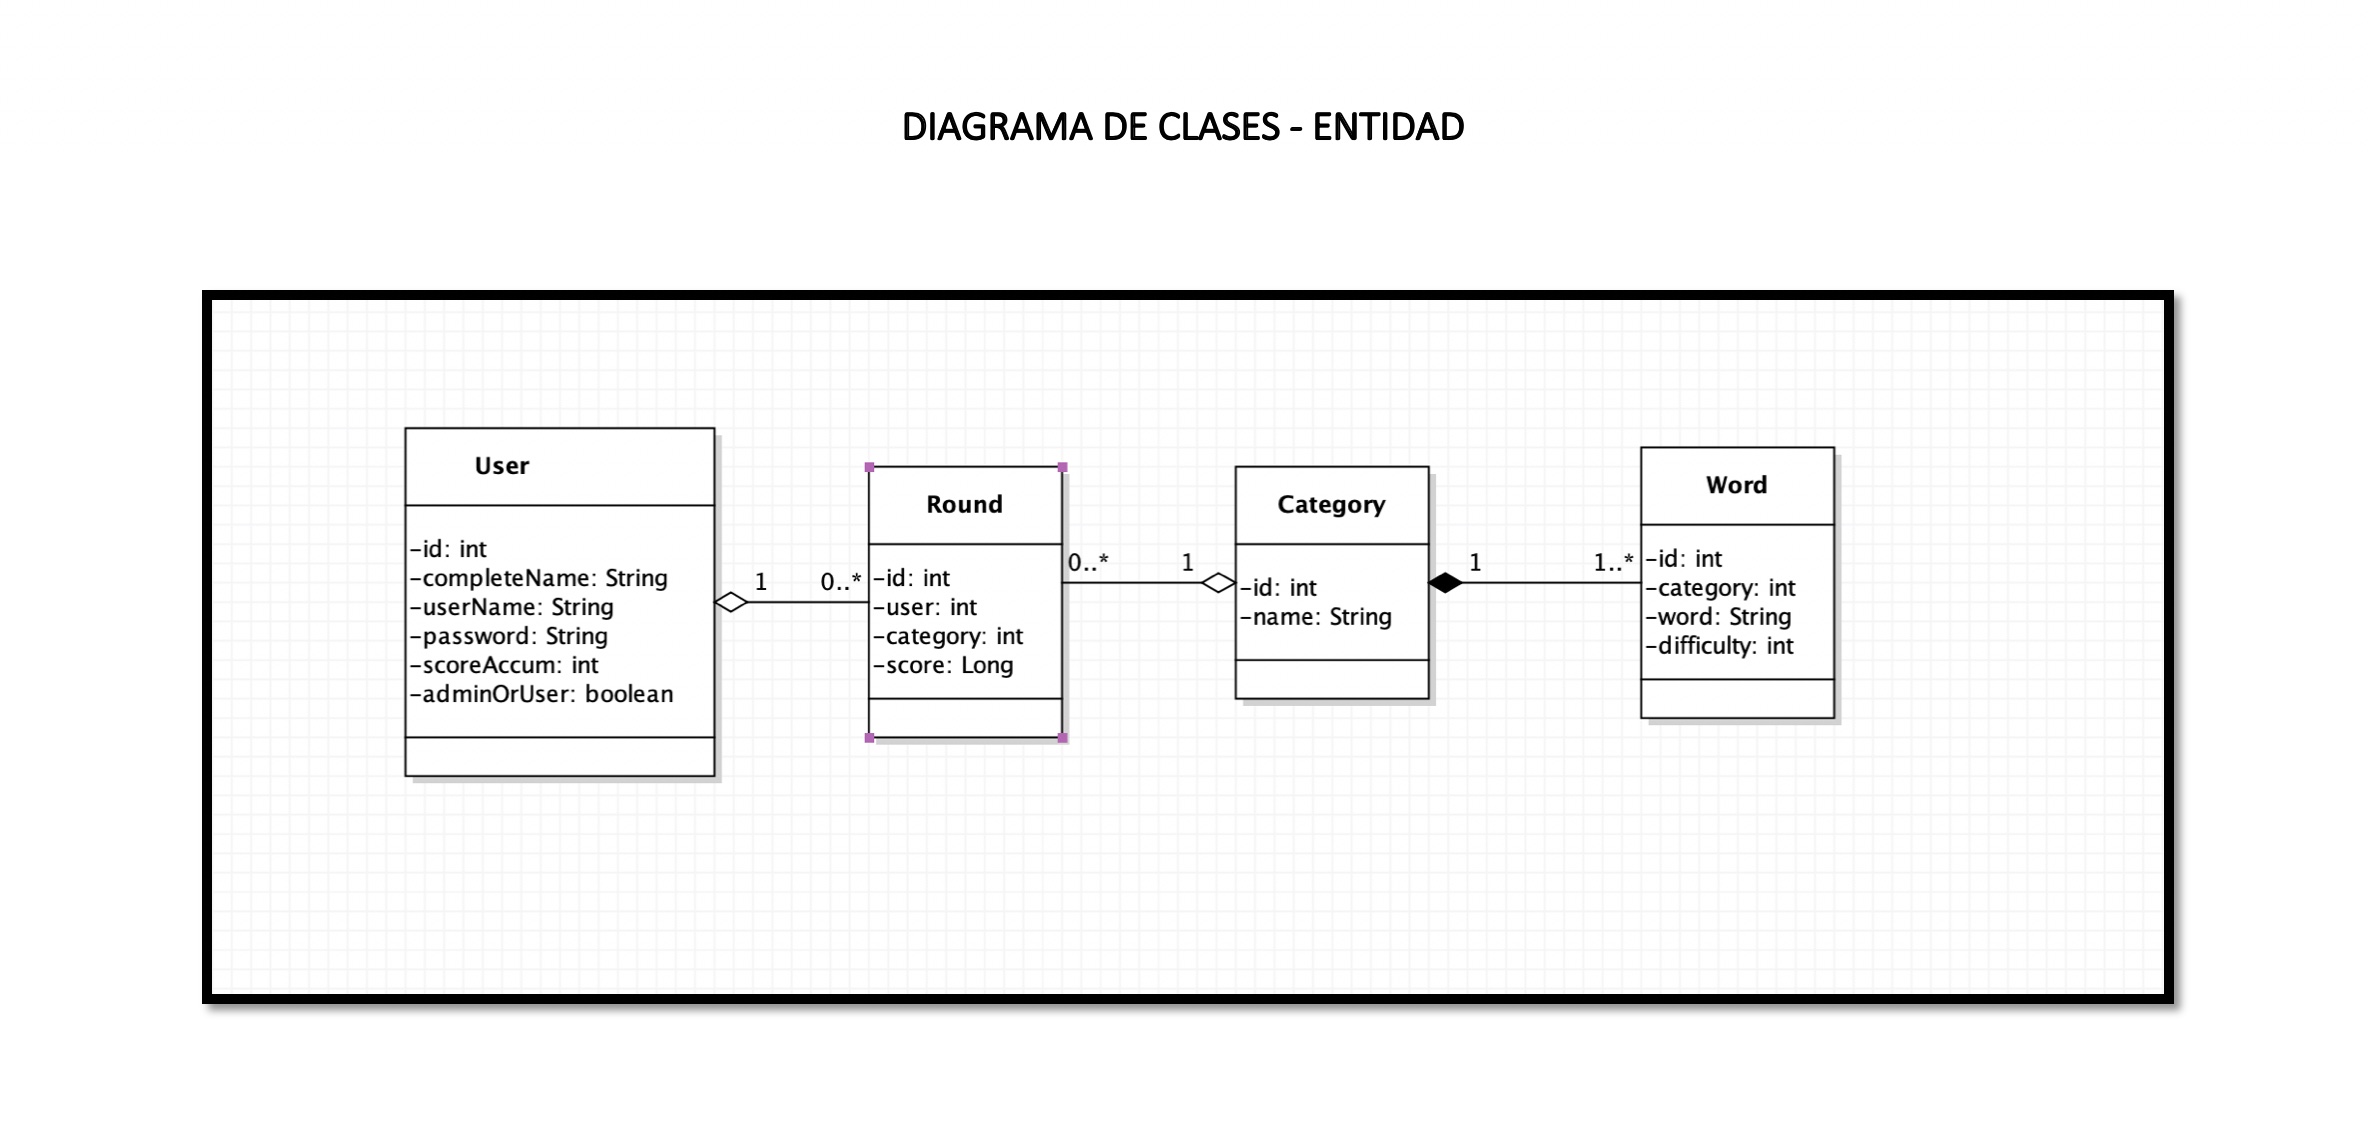 DIAGRAMA DE CLASES - ENTIDAD
User
-id: int
-completeName: String
-userName: String
-password: String
-scoreAccum: int
-adminOrUser: boolean
1
0..*
Round
-id: int
-user: int
-category: int
-score: Long
0..*
1
Category
-id: int
-name: String
1
1..*
Word
-id: int
-category: int
-word: String
-difficulty: int